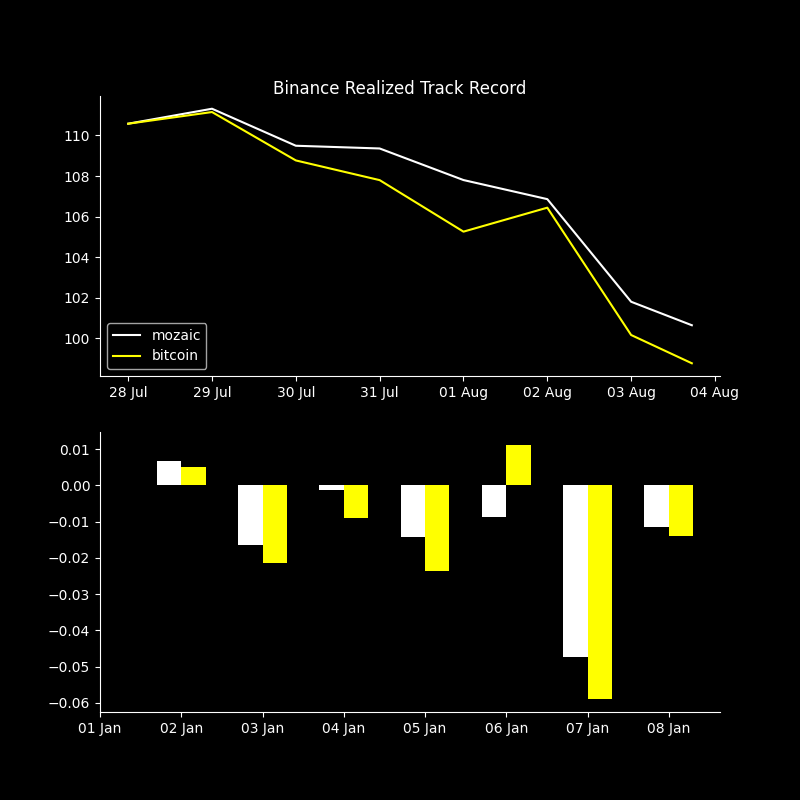 Binance Realized Track Record
110
108
106
104
102
100
mozaic
bitcoin
28 Jul 29 Jul 30 Jul 31 Jul 01 Aug 02 Aug 03 Aug 04 Aug
0.01
0.00
−0.01
−0.02
−0.03
−0.04
−0.05
−0.06
01 Jan 02 Jan 03 Jan 04 Jan 05 Jan 06 Jan 07 Jan 08 Jan